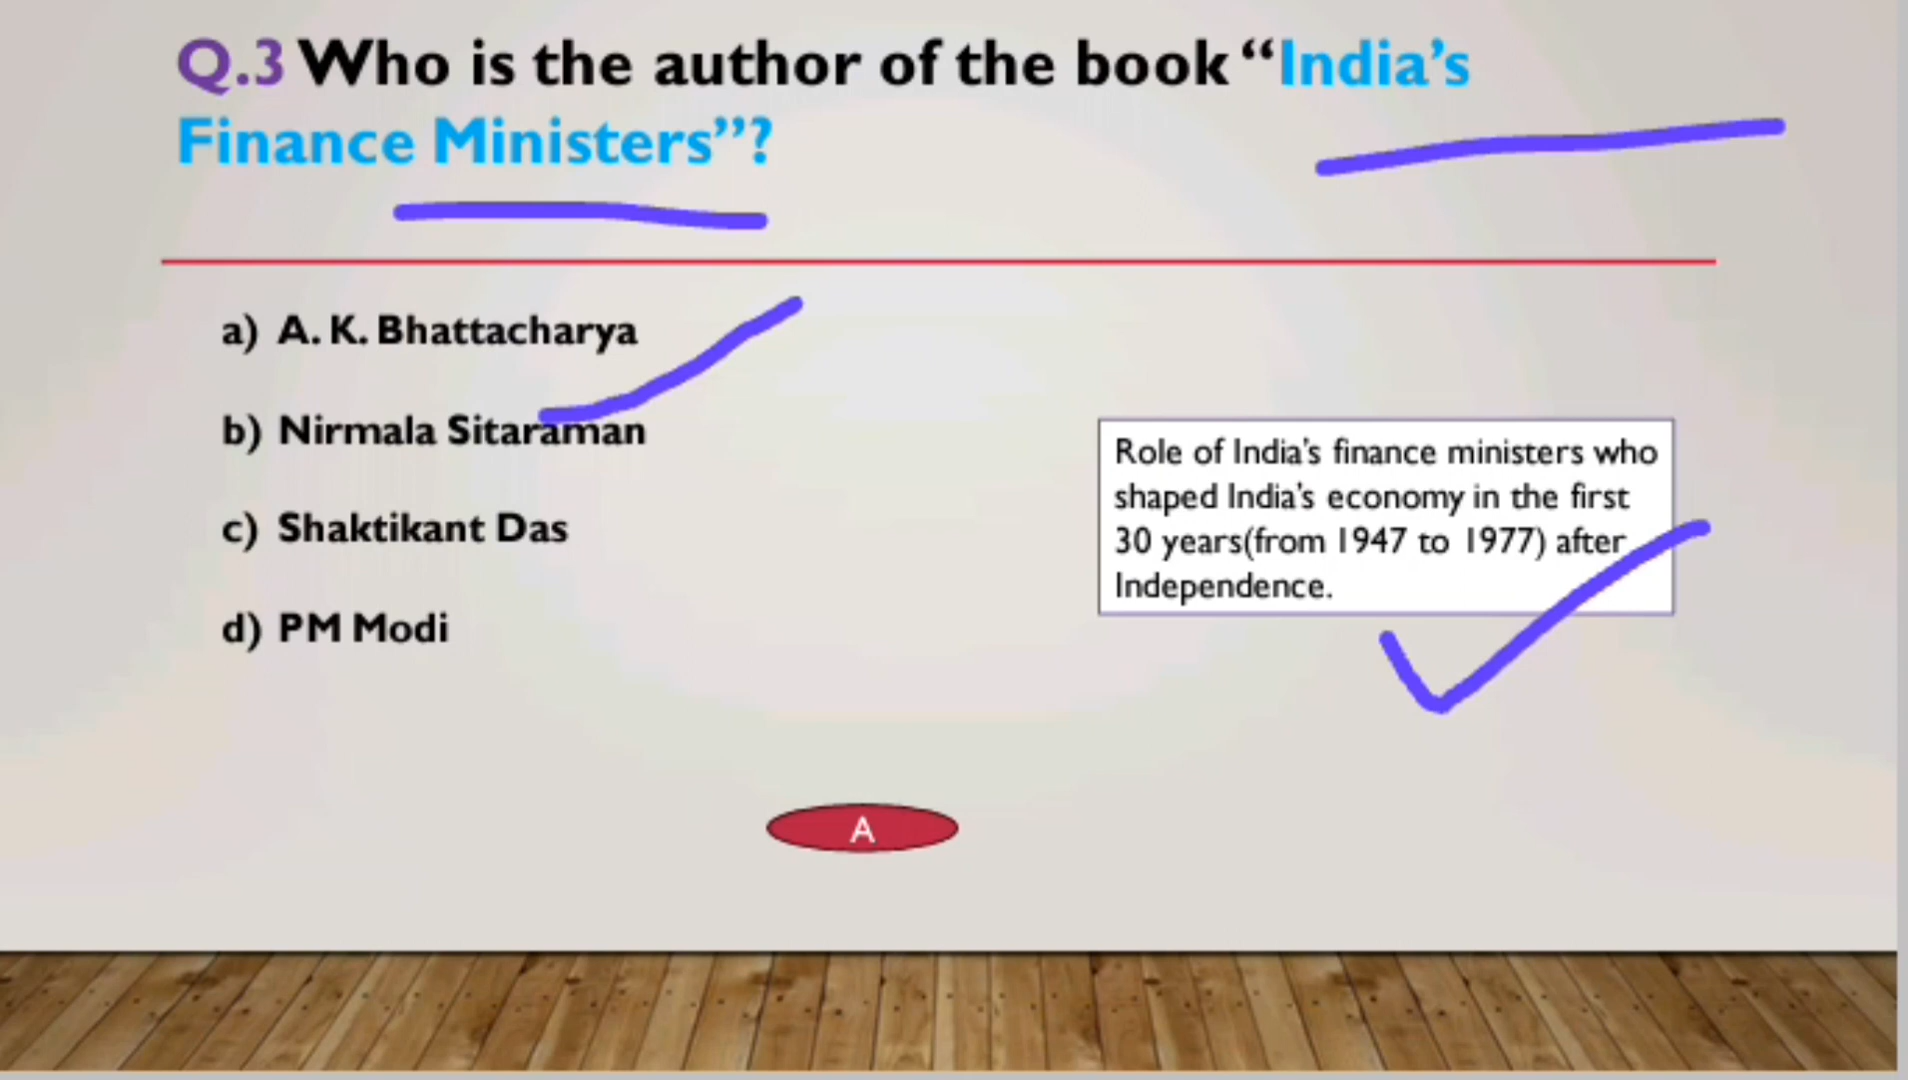 Q.3 Who is the author of the book “India’s
Finance Ministers”?
a) A. K. Bhattacharya
b) Nirmala Sitaraman
c) Shaktikant Das
d) PM Modi
Role of India’s finance ministers who
shaped India’s economy in the first
30 years(from 1947 to 1977) after
Independence.
A